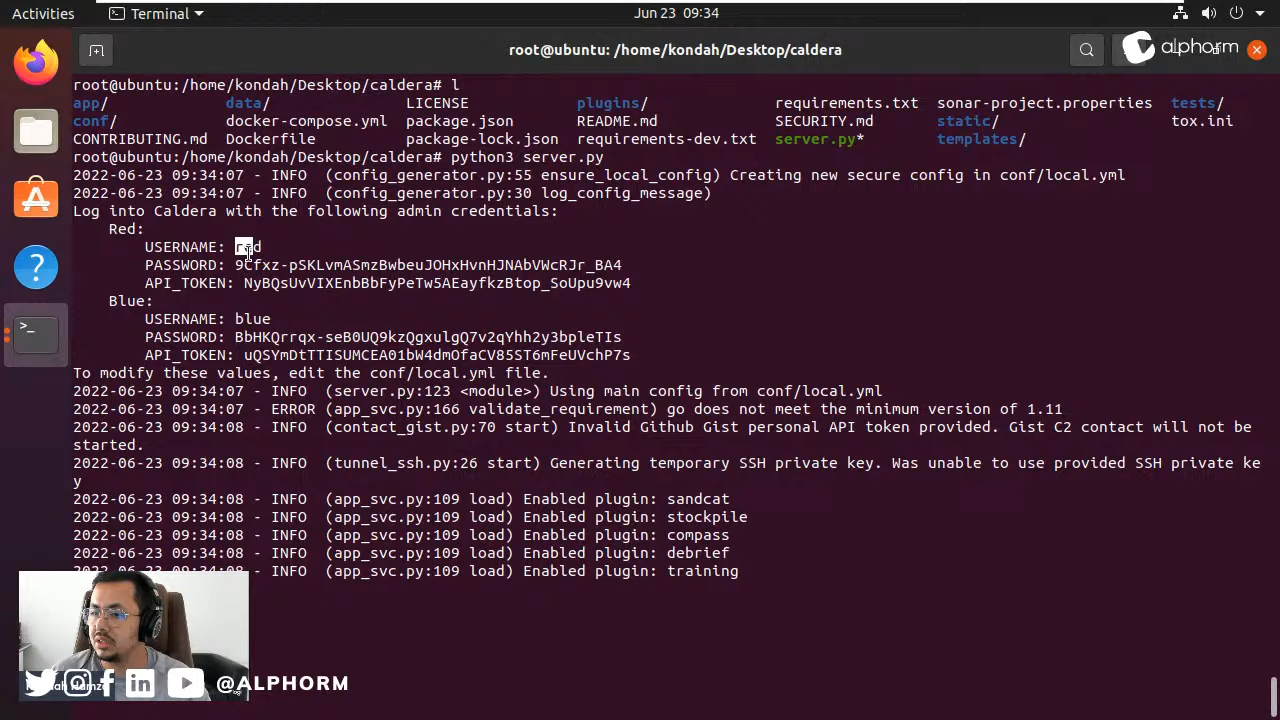 Activities
Terminal
Jun 23 09:34
root@ubuntu: /home/kondah/Desktop/caldera
alphorm
root@ubuntu:/home/kondah/Desktop/caldera# l
app/ data/ LICENSE plugins/ requirements.txt sonar-project.properties tests/
conf/ docker-compose.yml package.json README.md SECURITY.md static/ tox.ini
CONTRIBUTING.md Dockerfile package-lock.json requirements-dev.txt server.py* templates/
root@ubuntu:/home/kondah/Desktop/caldera# python3 server.py
2022-06-23 09:34:07 - INFO (config_generator.py:55 ensure_local_config) Creating new secure config in conf/local.yml
2022-06-23 09:34:07 - INFO (config_generator.py:30 log_config_message)
Log into Caldera with the following admin credentials:
Red:
USERNAME: red
PASSWORD: 9Cfxz-pSKLvmASmzBwbeuJOHxHvnHJNAbVWcRJr_BA4
API_TOKEN: NyBQsUvVIXEnbBbFyPeTw5AEayfkzBtop_SoUpu9vw4
Blue:
USERNAME: blue
PASSWORD: BbHKQrrqx-seB0UQ9kzQgxulgQ7v2qYhh2y3bpleTIs
API_TOKEN: uQSYmDtTTISUMCEA01bW4dmOfaCV85ST6mFeUVchP7s
To modify these values, edit the conf/local.yml file.
2022-06-23 09:34:07 - INFO (server.py:123 <module>) Using main config from conf/local.yml
2022-06-23 09:34:07 - ERROR (app_svc.py:166 validate_requirement) go does not meet the minimum version of 1.11
2022-06-23 09:34:08 - INFO (contact_gist.py:70 start) Invalid Github Gist personal API token provided. Gist C2 contact will not be
started.
2022-06-23 09:34:08 - INFO (tunnel_ssh.py:26 start) Generating temporary SSH private key. Was unable to use provided SSH private ke
y
2022-06-23 09:34:08 - INFO (app_svc.py:109 load) Enabled plugin: sandcat
2022-06-23 09:34:08 - INFO (app_svc.py:109 load) Enabled plugin: stockpile
2022-06-23 09:34:08 - INFO (app_svc.py:109 load) Enabled plugin: compass
2022-06-23 09:34:08 - INFO (app_svc.py:109 load) Enabled plugin: debrief
- INFO (app_svc.py:109 load) Enabled plugin: training
@ALPHORM